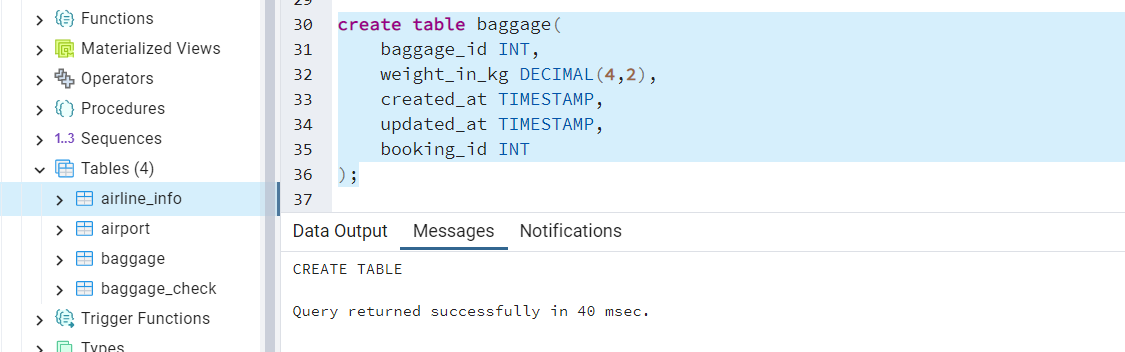 Functions
Materialized Views
Operators
Procedures
1..3 Sequences
Tables (4)
airline_info
airport
baggage
baggage_check
Trigger Functions
Types
29
30 create table baggage(
31 baggage_id INT,
32 weight_in_kg DECIMAL(4,2),
33 created_at TIMESTAMP,
34 updated_at TIMESTAMP,
35 booking_id INT
36 );
37
Data Output Messages Notifications
CREATE TABLE
Query returned successfully in 40 msec.